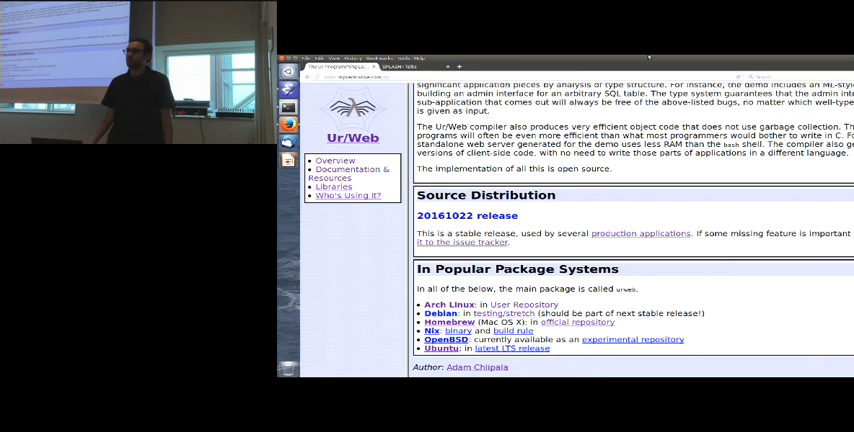 File Edit View History Bookmarks Tools Help
significant application pieces by analysis of type structure. For instance, the demo includes an ML-style
building an admin interface for an arbitrary SQL table. The type system guarantees that the admin inte
sub-application that comes out will always be free of the above-listed bugs, no matter which well-type
is given as input.
The Ur/Web compiler also produces very efficient object code that does not use garbage collection. Th
programs will often be even more efficient than what most programmers would bother to write in C. Fo
standalone web server generated for the demo uses less RAM than the bash shell. The compiler also ge
versions of client-side code, with no need to write those parts of applications in a different language.
The implementation of all this is open source.
Ur/Web
• Overview
• Documentation &
Resources
• Libraries
• Who's Using It?
Source Distribution
20161022 release
This is a stable release, used by several production applications. If some missing feature is important
it to the issue tracker.
In Popular Package Systems
In all of the below, the main package is called urweb.
• Arch Linux: in User Repository
• Debian: in testing/stretch (should be part of next stable release!)
• Homebrew (Mac OS X): in official repository
• Nix: binary and build rule
• OpenBSD: currently available as an experimental repository
• Ubuntu: in latest LTS release
Author: Adam Chlipala